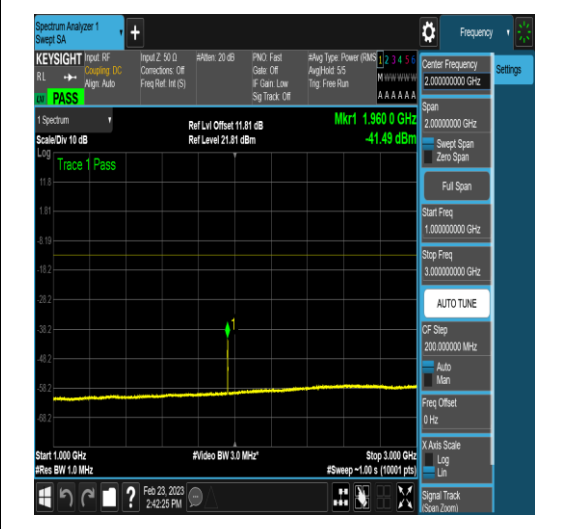 Spectrum Analyzer 1
Swept SA
+
Frequency
KEYSIGHT
RL
PASS
Input: RF
Coupling: DC
Align: Auto
Input Z: 50 Ω
Corrections: Off
Freq Ref: Int (S)
#Atten: 20 dB
PNO: Fast
Gate: Off
IF Gain: Low
Sig Track: Off
#Avg Type: Power (RMS
Avg|Hold: 5/5
Trig: Free Run
1 2 3 4 5 6
M W W W W W
A A A A A A
1 Spectrum
Scale/Div 10 dB
Ref Lvl Offset 11.81 dB
Ref Level 21.81 dBm
Mkr1 1.960 0 GHz
-41.49 dBm
Log
Trace 1 Pass
11.8
1.81
-8.19
-18.2
-28.2
-38.2
-48.2
-58.2
-68.2
1
Start 1.000 GHz
#Res BW 1.0 MHz
#Video BW 3.0 MHz*
Stop 3.000 GHz
#Sweep ~1.00 s (10001 pts)
Feb 23, 2023
2:42:25 PM
Center Frequency
2.000000000 GHz
Settings
Span
2.00000000 GHz
Swept Span
Zero Span
Full Span
Start Freq
1.000000000 GHz
Stop Freq
3.000000000 GHz
AUTO TUNE
CF Step
200.000000 MHz
Auto
Man
Freq Offset
0 Hz
X Axis Scale
Log
Lin
Signal Track
(Span Zoom)